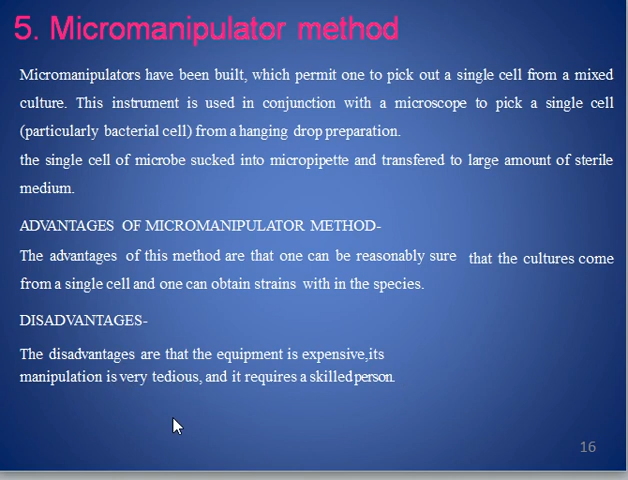 5. Micromanipulator method
Micromanipulators have been built, which permit one to pick out a single cell from a mixed
culture. This instrument is used in conjunction with a microscope to pick a single cell
(particularly bacterial cell) from a hanging drop preparation.
the single cell of microbe sucked into micropipette and transfered to large amount of sterile
medium.
ADVANTAGES OF MICROMANIPULATOR METHOD-
The advantages of this method are that one can be reasonably sure that the cultures come
from a single cell and one can obtain strains with in the species.
DISADVANTAGES-
The disadvantages are that the equipment is expensive,its
manipulation is very tedious, and it requires a skilled person.
16